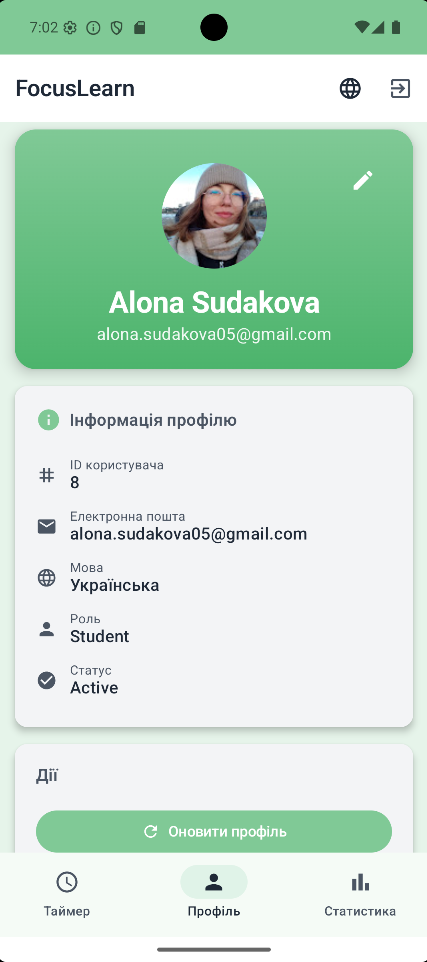 7:02
FocusLearn
Alona Sudakova
alona.sudakova05@gmail.com
Інформація профілю
ID користувача
8
Електронна пошта
alona.sudakova05@gmail.com
Мова
Українська
Роль
Student
Статус
Active
Дії
Оновити профіль
Таймер
Профіль
Статистика